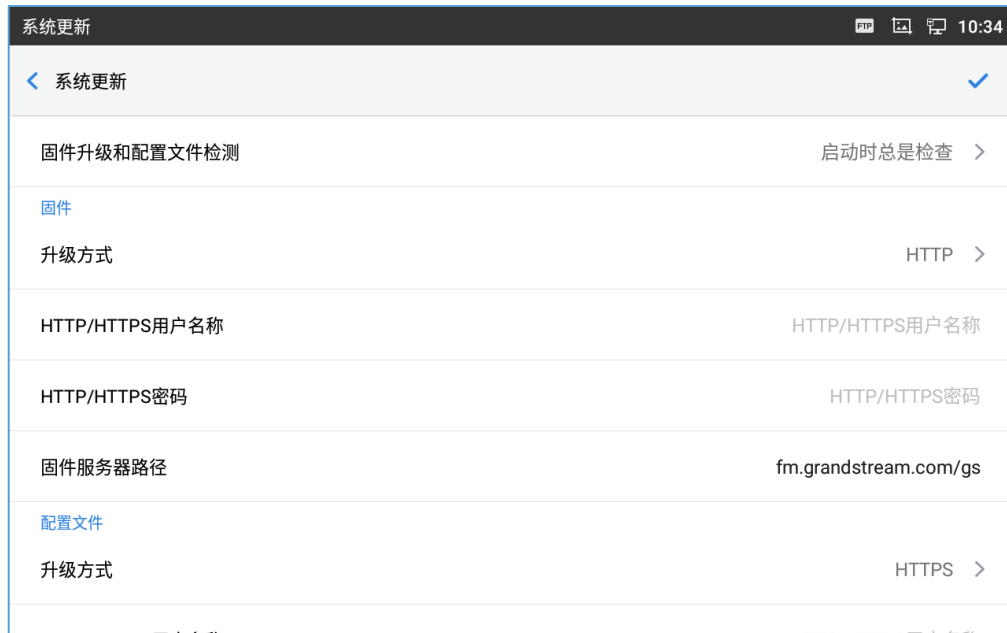 系统更新
FTP 10:34
系统更新
固件升级和配置文件检测 启动时总是检查
固件
升级方式 HTTP
HTTP/HTTPS用户名称 HTTP/HTTPS用户名称
HTTP/HTTPS密码 HTTP/HTTPS密码
固件服务器路径 fm.grandstream.com/gs
配置文件
升级方式 HTTPS